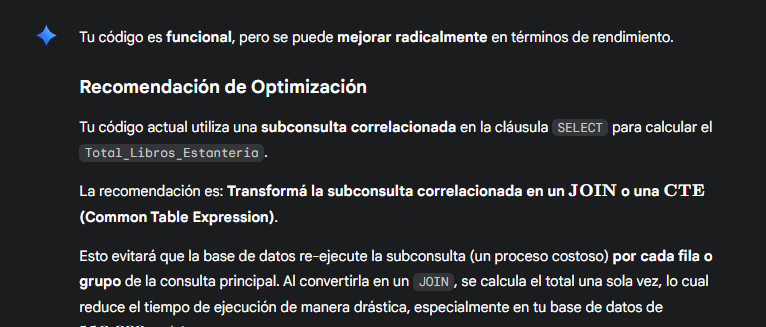 Tu código es funcional, pero se puede mejorar radicalmente en términos de rendimiento.
Recomendación de Optimización
Tu código actual utiliza una subconsulta correlacionada en la cláusula SELECT para calcular el
Total_Libros_Estanteria.
La recomendación es: Transformá la subconsulta correlacionada en un JOIN o una CTE
(Common Table Expression).
Esto evitará que la base de datos re-ejecute la subconsulta (un proceso costoso) por cada fila o
grupo de la consulta principal. Al convertirla en un JOIN, se calcula el total una sola vez, lo cual
reduce el tiempo de ejecución de manera drástica, especialmente en tu base de datos de